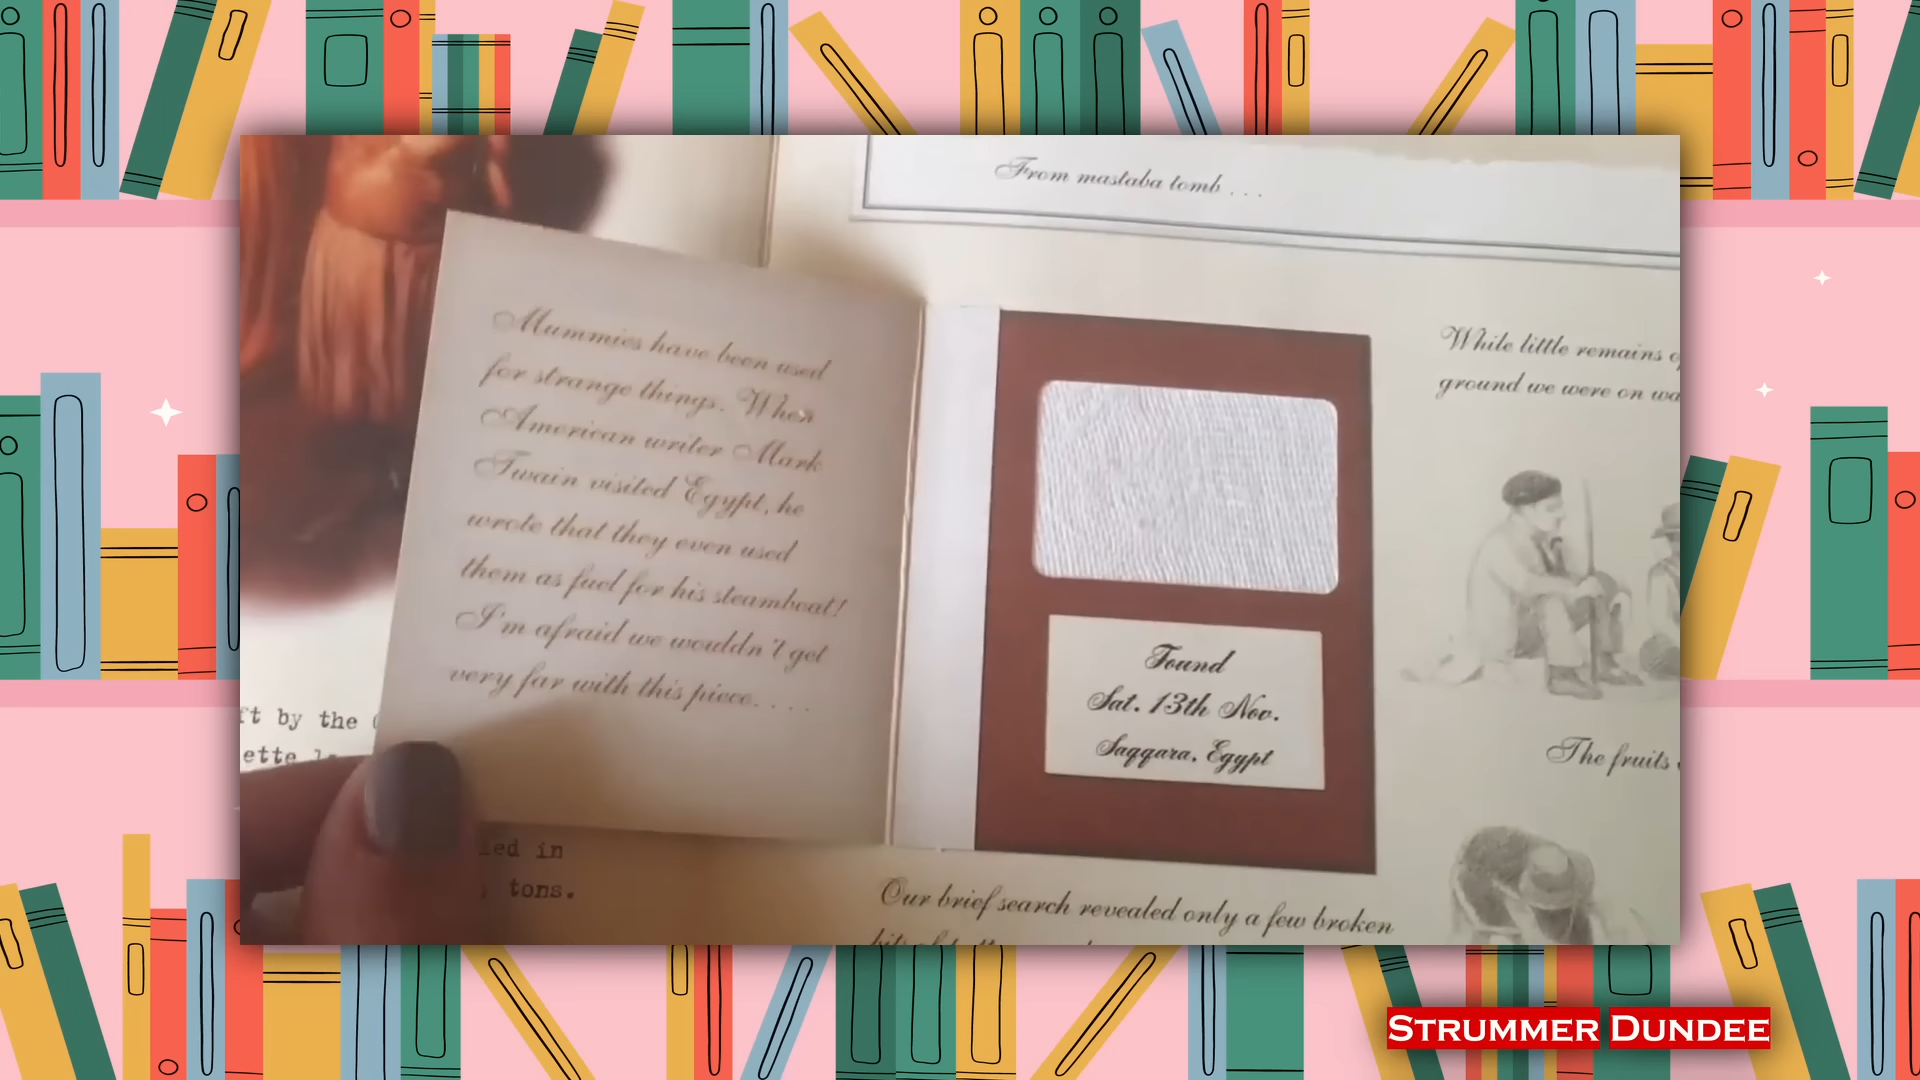 From mastaba tomb . . .
Mummies have been used
for strange things. When
American writer Mark
Twain visited Egypt, he
wrote that they even used
them as fuel for his steamboat!
I'm afraid we wouldn't get
very far with this piece. . . .
Found
Sat. 13th Nov.
Saqqara, Egypt
While little remains
ground we were on
The fruits
ft by the
ied in
tons.
Our brief search revealed only a few broken
STRUMMER DUNDEE